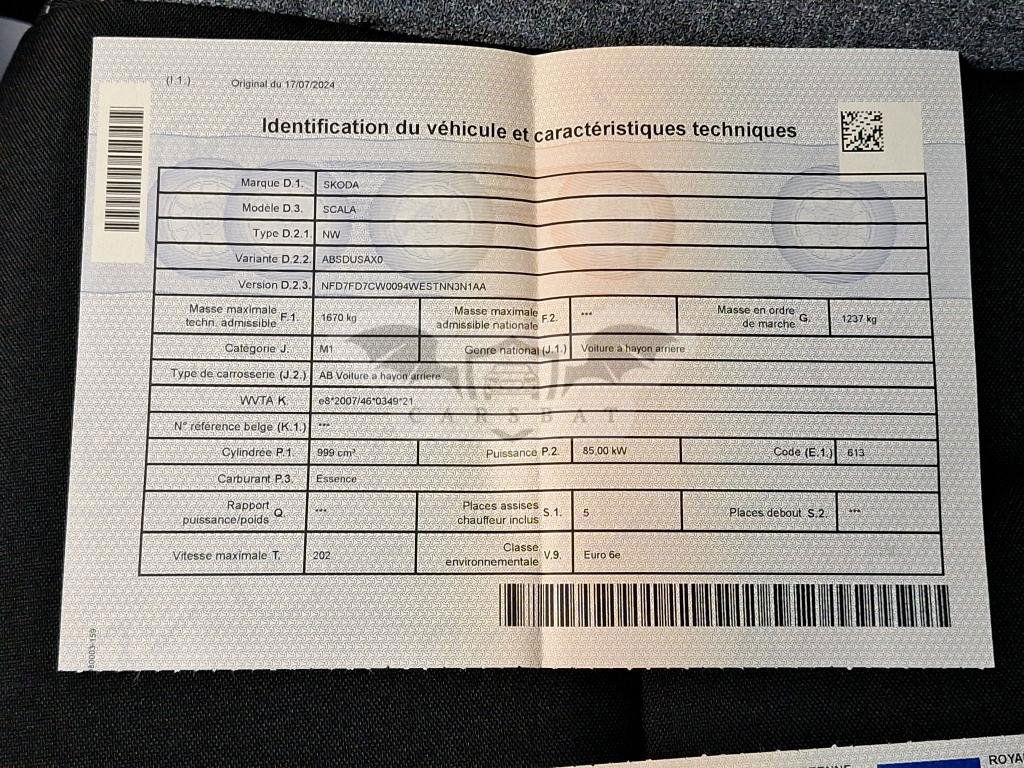 (I.1.) Original du 17/07/2024
Identification du véhicule et caractéristiques techniques
Marque D.1. SKODA
Modèle D.3. SCALA
Type D.2.1. NW
Variante D.2.2. ABSDUSAX0
Version D.2.3. NFD7FD7CW0094WESTNN3N1AA
Masse maximale techn. admissible F.1. 1670 kg Masse maximale admissible nationale F.2. *** Masse en ordre de marche G. 1237 kg
Catégorie J. M1 Genre national (J.1.) Voiture à hayon arrière
Type de carrosserie (J.2.) AB Voiture à hayon arrière
WVTA K. e8*2007/46*0349*21
CARSBAT
N° référence belge (K.1.) ***
Cylindrée P.1. 999 cm³ Puissance P.2. 85,00 kW Code (E.1.) 613
Carburant P.3. Essence
Rapport puissance/poids Q. *** Places assises chauffeur inclus S.1. 5 Places debout S.2. ***
Vitesse maximale T. 202 Classe environnementale V.9. Euro 6e
ENNE
ROYA